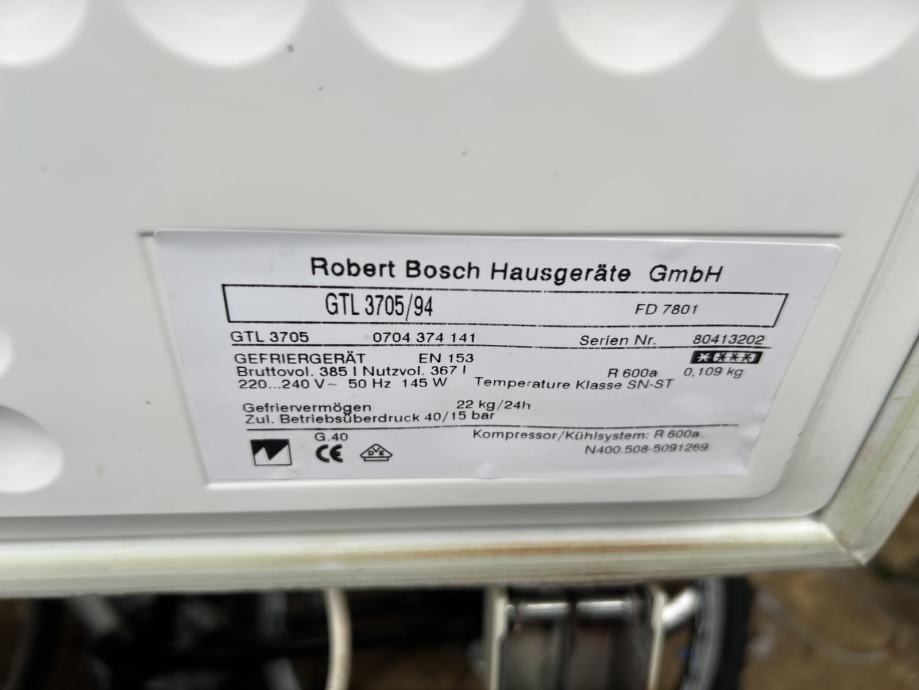 Robert Bosch Hausgeräte GmbH
GTL 3705/94 FD 7801
GTL 3705 0704 374 141 Serien Nr. 80413202
GEFRIERGERÄT EN 153 ****
Bruttovol. 385 l Nutzvol. 367 l R 600a 0,109 kg
220...240 V~ 50 Hz 145 W Temperature Klasse SN-ST
Gefriervermögen 22 kg/24h
Zul. Betriebsüberdruck 40/15 bar
G.40 Kompressor/Kühlsystem: R 600a.
CE DVE N400.508-5091269